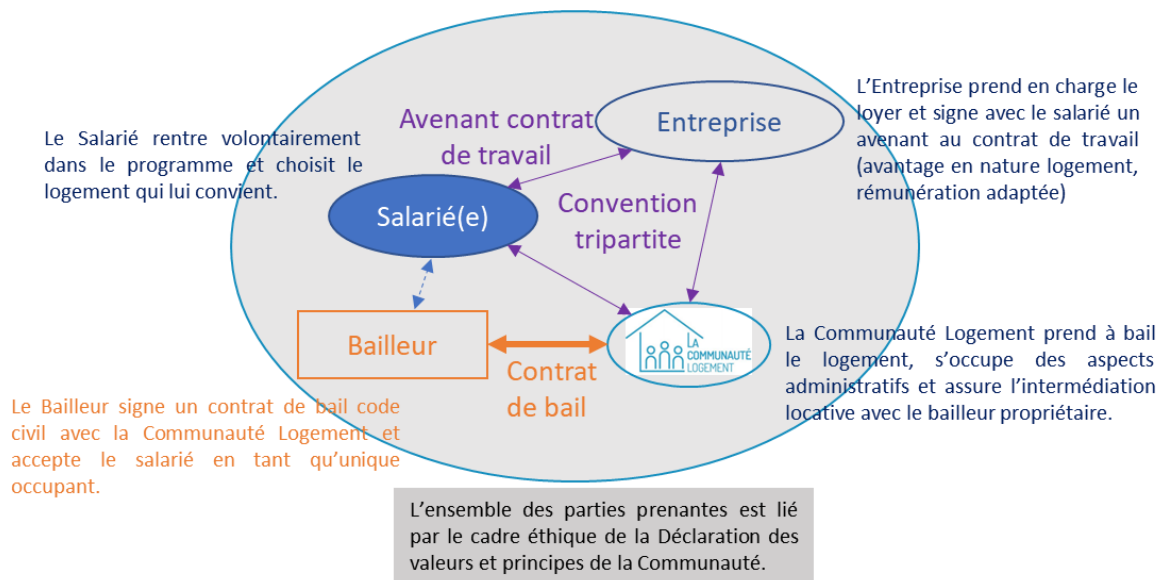 Le Salarié rentre volontairement
dans le programme et choisit le
logement qui lui convient.
Avenant contrat
de travail
Entreprise
L’Entreprise prend en charge le
loyer et signe avec le salarié un
avenant au contrat de travail
(avantage en nature logement,
rémunération adaptée)
Salarié(e)
Convention
tripartite
Bailleur
Contrat
de bail
LA
COMMUNAUTÉ
LOGEMENT
La Communauté Logement prend à bail
le logement, s’occupe des aspects
administratifs et assure l’intermédiation
locative avec le bailleur propriétaire.
Le Bailleur signe un contrat de bail code
civil avec la Communauté Logement et
accepte le salarié en tant qu’unique
occupant.
L’ensemble des parties prenantes est lié
par le cadre éthique de la Déclaration des
valeurs et principes de la Communauté.